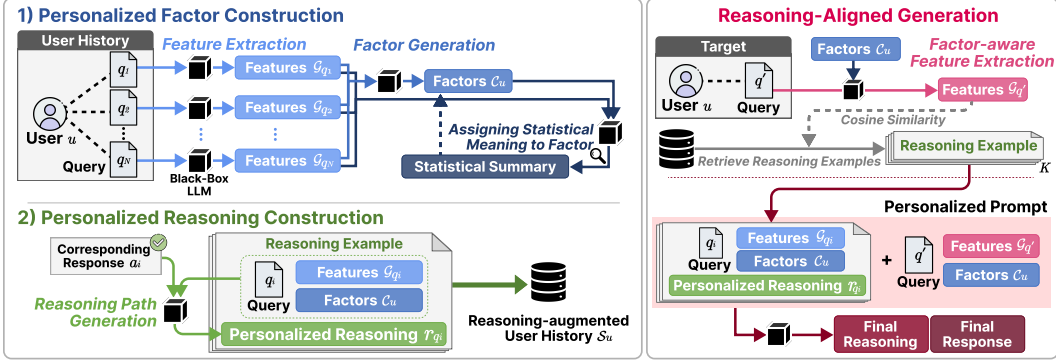 1) Personalized Factor Construction
User History
Feature Extraction
Factor Generation
q1
Features 𝒢q1
q2
Features 𝒢q2
Factors 𝒞u
User u
Query
qN
Features 𝒢qN
Black-Box
LLM
Assigning Statistical
Meaning to Factor
Statistical Summary
2) Personalized Reasoning Construction
Corresponding
Response ai
Reasoning Example
qi
Query
Features 𝒢qi
Factors 𝒞u
Reasoning Path
Generation
Personalized Reasoning rqi
Reasoning-augmented
User History 𝒮u
Reasoning-Aligned Generation
Target
Factors 𝒞u
Factor-aware
Feature Extraction
User u
q'
Query
Features 𝒢q'
Cosine Similarity
Retrieve Reasoning Examples
Reasoning Example
K
Personalized Prompt
qi
Query
Features 𝒢qi
Factors 𝒞u
Personalized Reasoning rqi
+
q'
Query
Features 𝒢q'
Factors 𝒞u
Final
Reasoning
Final
Response